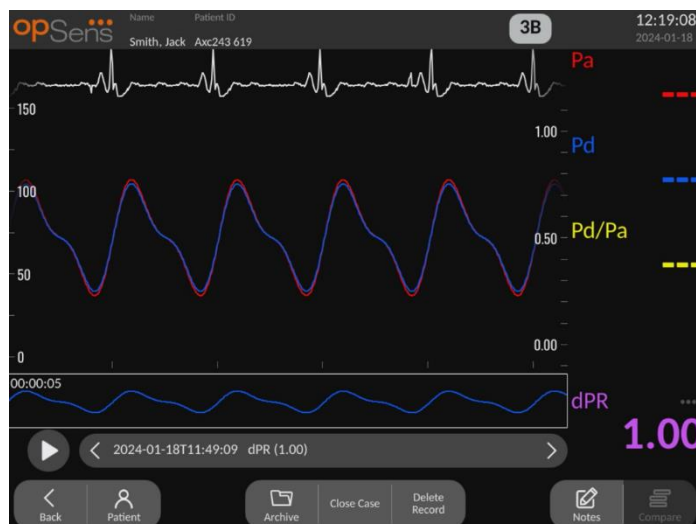 opSens
Name Patient ID
Smith, Jack Axc243 619
3B
12:19:08
2024-01-18
Pa
---
150
1.00
Pd
---
100
Pd/Pa
0.50
---
50
0.00
0
00:00:05
dPR
1.00
2024-01-18T11:49:09 dPR (1.00)
Back
Patient
Archive
Close Case
Delete
Record
Notes
Compare